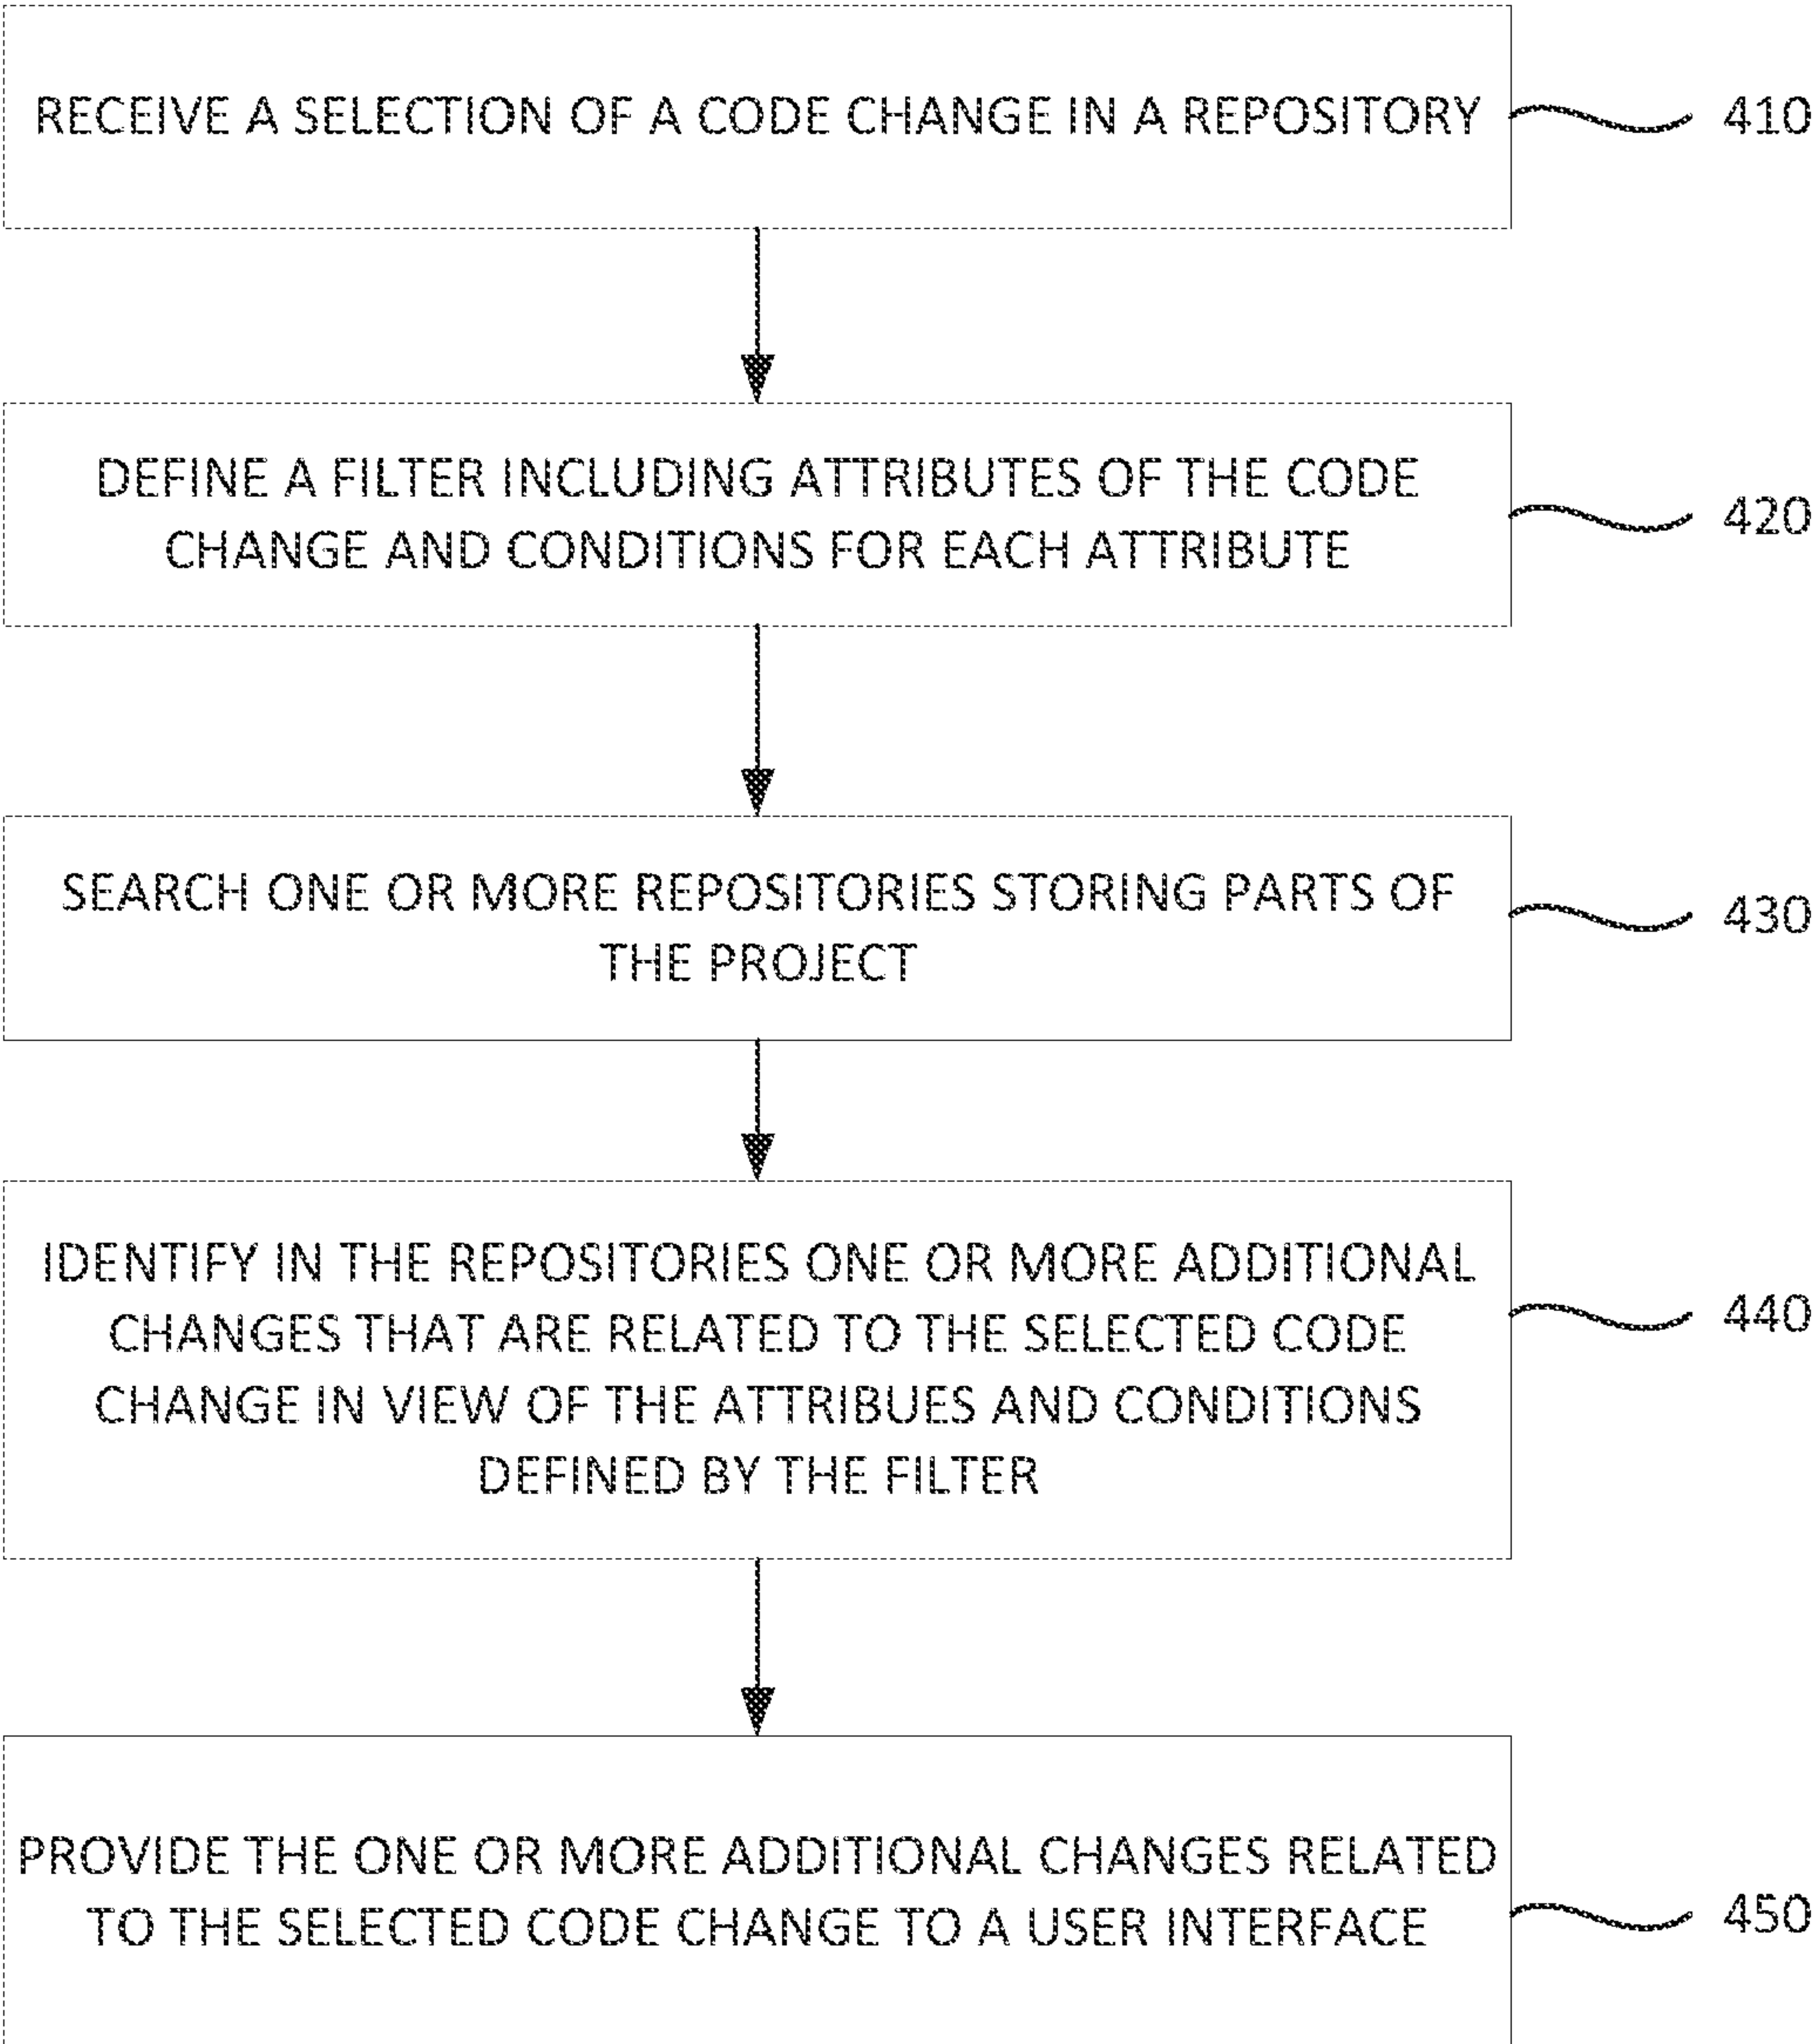 RECEIVE A SELECTION OF A CODE CHANGE IN A REPOSITORY
410
DEFINE A FILTER INCLUDING ATTRIBUTES OF THE CODE
CHANGE AND CONDITIONS FOR EACH ATTRIBUTE
420
SEARCH ONE OR MORE REPOSITORIES STORING PARTS OF
THE PROJECT
430
IDENTIFY IN THE REPOSITORIES ONE OR MORE ADDITIONAL
CHANGES THAT ARE RELATED TO THE SELECTED CODE
CHANGE IN VIEW OF THE ATTRIBUES AND CONDITIONS
DEFINED BY THE FILTER
440
PROVIDE THE ONE OR MORE ADDITIONAL CHANGES RELATED
TO THE SELECTED CODE CHANGE TO A USER INTERFACE
450